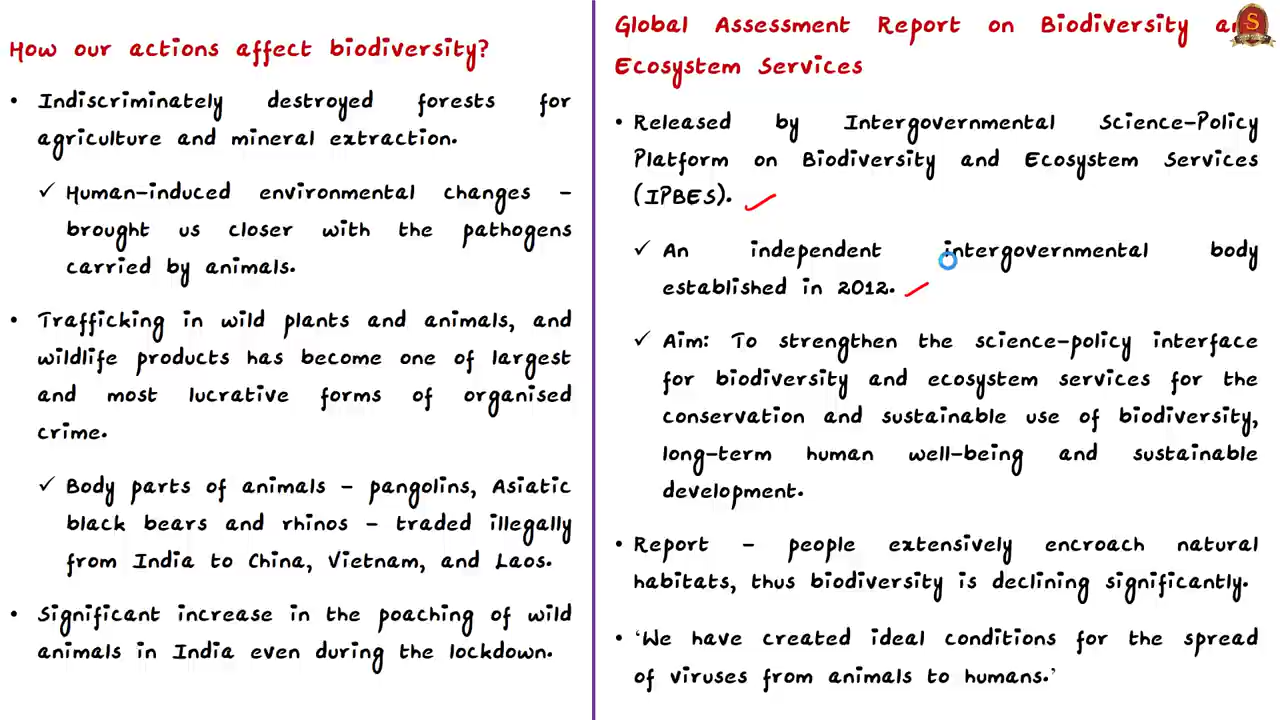 How our actions affect biodiversity?
• Indiscriminately destroyed forests for
agriculture and mineral extraction.
✓ Human-induced environmental changes –
brought us closer with the pathogens
carried by animals.
• Trafficking in wild plants and animals, and
wildlife products has become one of largest
and most lucrative forms of organised
crime.
✓ Body parts of animals – pangolins, Asiatic
black bears and rhinos – traded illegally
from India to China, Vietnam, and Laos.
• Significant increase in the poaching of wild
animals in India even during the lockdown.
Global Assessment Report on Biodiversity an
Ecosystem Services
• Released by Intergovernmental Science-Policy
Platform on Biodiversity and Ecosystem Services
(IPBES).
✓ An independent intergovernmental body
established in 2012.
✓ Aim: To strengthen the science-policy interface
for biodiversity and ecosystem services for the
conservation and sustainable use of biodiversity,
long-term human well-being and sustainable
development.
• Report – people extensively encroach natural
habitats, thus biodiversity is declining significantly.
• ‘We have created ideal conditions for the spread
of viruses from animals to humans.’
S